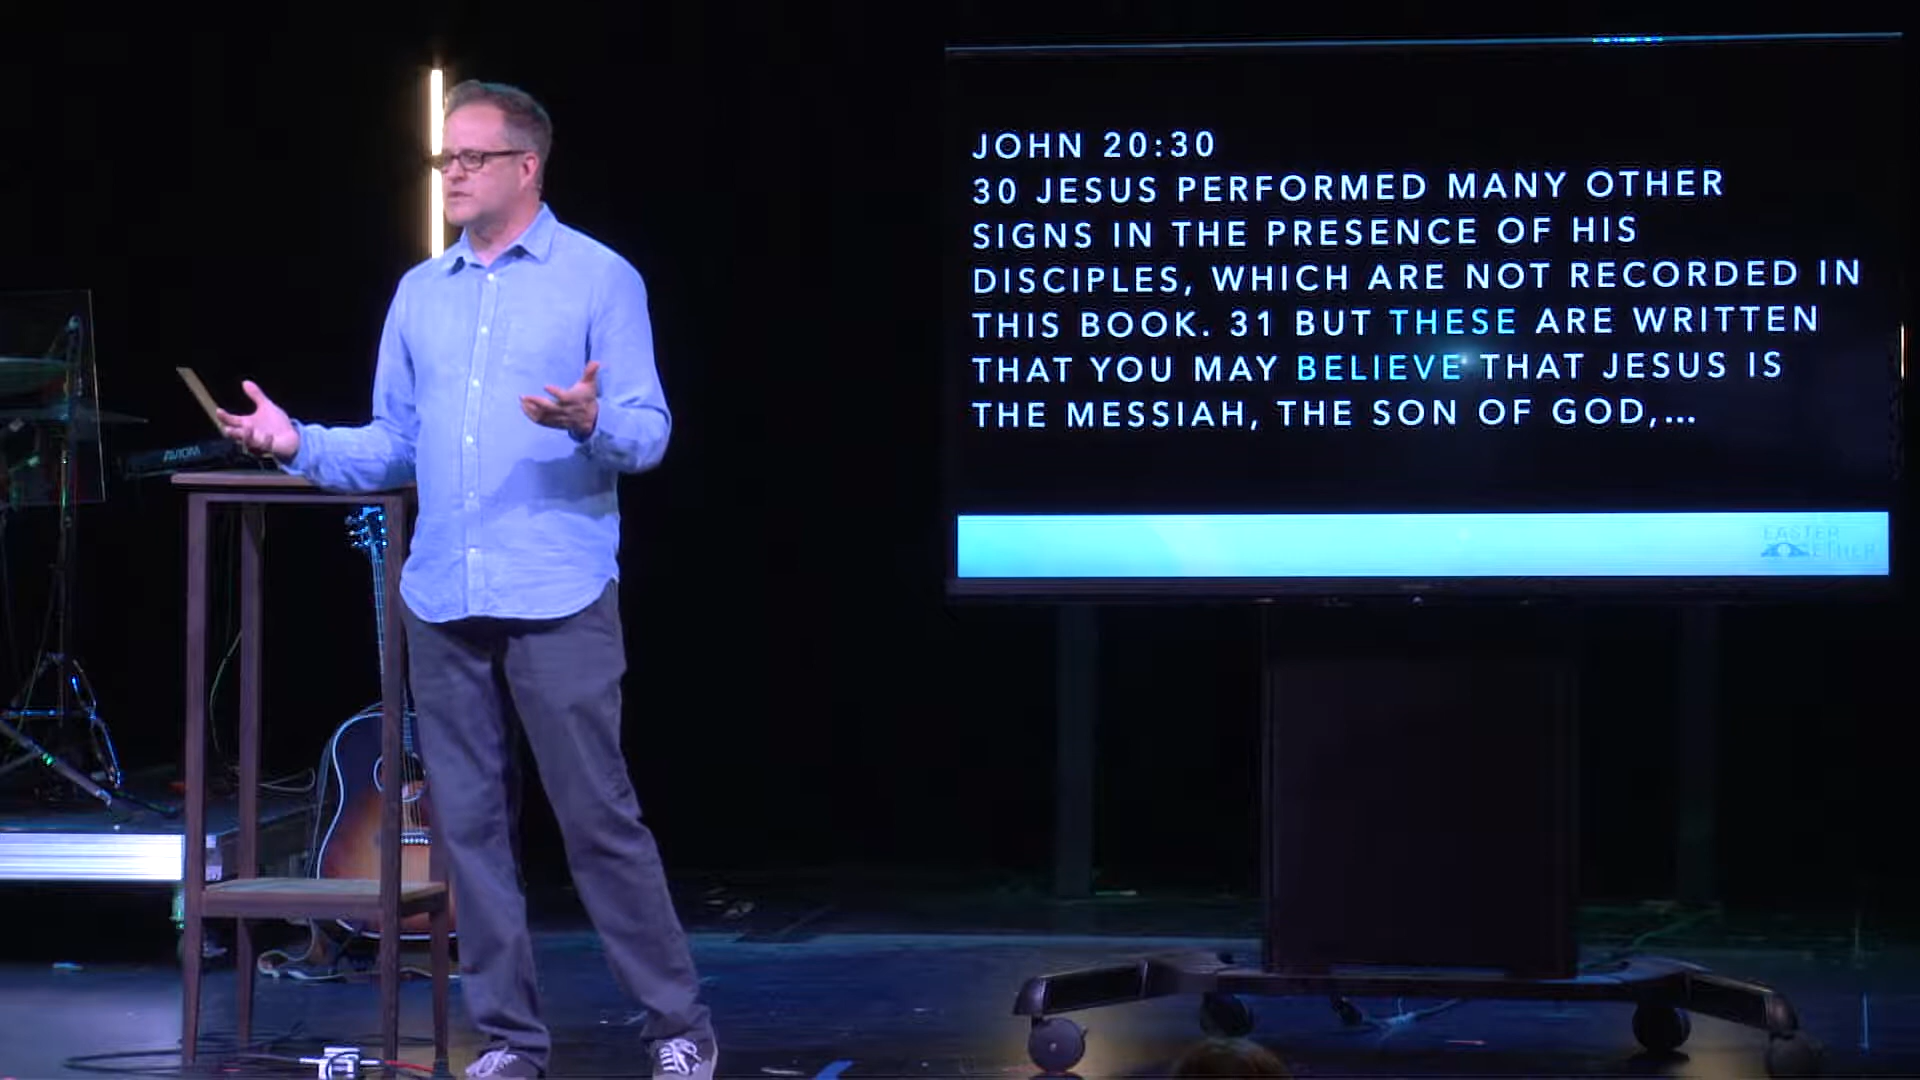 AVIOM
JOHN 20:30
30 JESUS PERFORMED MANY OTHER
SIGNS IN THE PRESENCE OF HIS
DISCIPLES, WHICH ARE NOT RECORDED IN
THIS BOOK. 31 BUT THESE ARE WRITTEN
THAT YOU MAY BELIEVE THAT JESUS IS
THE MESSIAH, THE SON OF GOD,...
EASTER